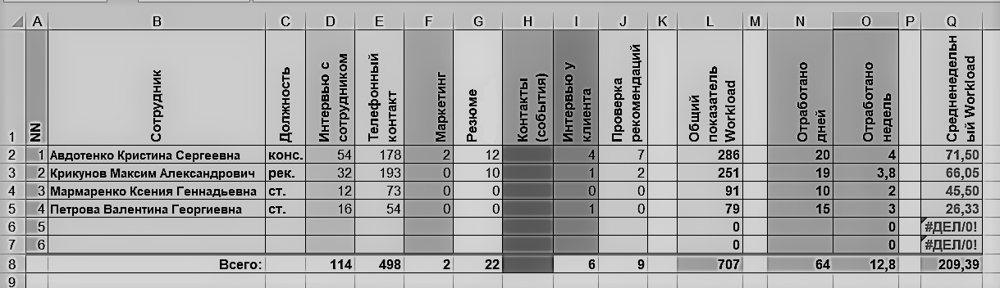 A B C D E F G H I J K L M N O P Q
1 NN Сотрудник Должность Интервью с сотрудником Телефонный контакт Маркетинг Резюме Контакты (события) Интервью у клиента Проверка рекомендаций Общий показатель Workload Отработано дней Отработано недель Средненедельный Workload
2 1 Авдотенко Кристина Сергеевна конс. 54 178 2 12 4 7 286 20 4 71,50
3 2 Крикунов Максим Александрович рек. 32 193 0 10 1 2 251 19 3,8 66,05
4 3 Мармаренко Ксения Геннадьевна ст. 12 73 0 0 0 0 91 10 2 45,50
5 4 Петрова Валентина Георгиевна ст. 16 54 0 0 1 0 79 15 3 26,33
6 5 0 0 #ДЕЛ/0!
7 6 0 0 #ДЕЛ/0!
8 Всего: 114 498 2 22 6 9 707 64 12,8 209,39
9